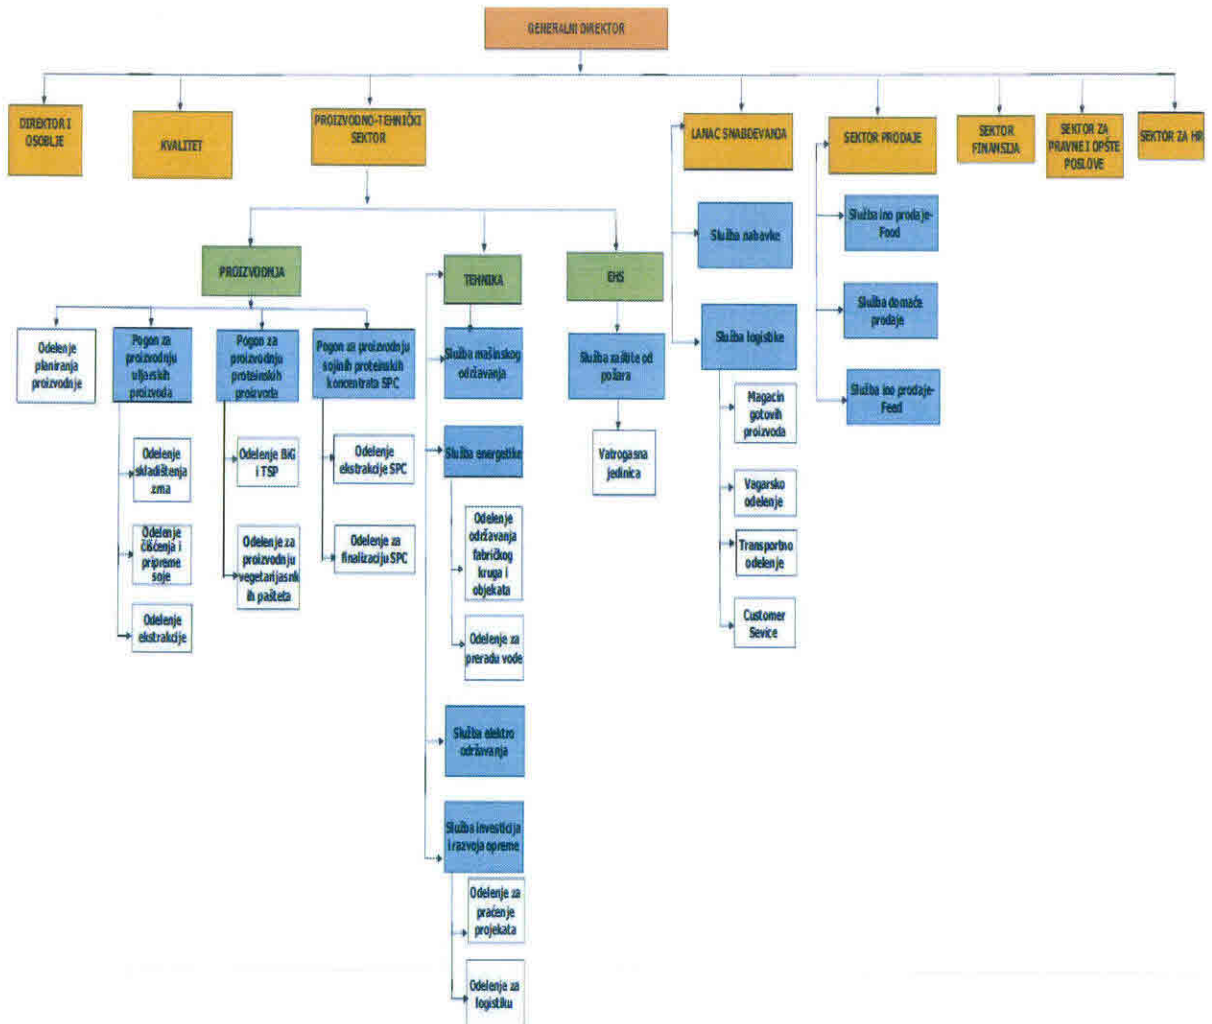 GENERALNI DIREKTOR
DIREKTOR I
OSOBLJE
KVALITET
PROIZVODNO-TEHNIČKI
SEKTOR
LANAC SNABDEVANJA
SEKTOR PRODAJE
SEKTOR
FINANSIJA
SEKTOR ZA
PRAVNE I OPŠTE
POSLOVE
SEKTOR ZA HR
PROIZVODNJA
TEHNIKA
EHS
Služba nabavke
Služba ino prodaje-
Food
Odelenje
planiranja
proizvodnje
Pogon za
proizvodnju
uljarskih
proizvoda
Pogon za
proizvodnju
proteinskih
proizvoda
Pogon za proizvodnju
sojinih proteinskih
koncentrata SPC
Služba mašinskog
održavanja
Služba zaštite od
požara
Služba logistike
Služba domaće
prodaje
Služba ino prodaje-
Feed
Odelenje
skladištenja
zrna
Odelenje
čišćenja i
pripreme
soje
Odelenje
ekstrakcije
Odelenje BiG
i TSP
Odelenje za
proizvodnju
vegetarijasnk
ih pašteta
Odelenje
ekstrakcije SPC
Odelenje za
finalizaciju SPC
Služba energetike
Odelenje
održavanja
fabričkog
kruga i
objekata
Odelenje za
preradu vode
Služba elektro
održavanja
Služba investicija
i razvoja opreme
Odelenje za
praćenje
projekata
Odelenje za
logistiku
Vatrogasna
jedinica
Magacin
gotovih
proizvoda
Vagarsko
odelenje
Transportno
odelenje
Customer
Sevice